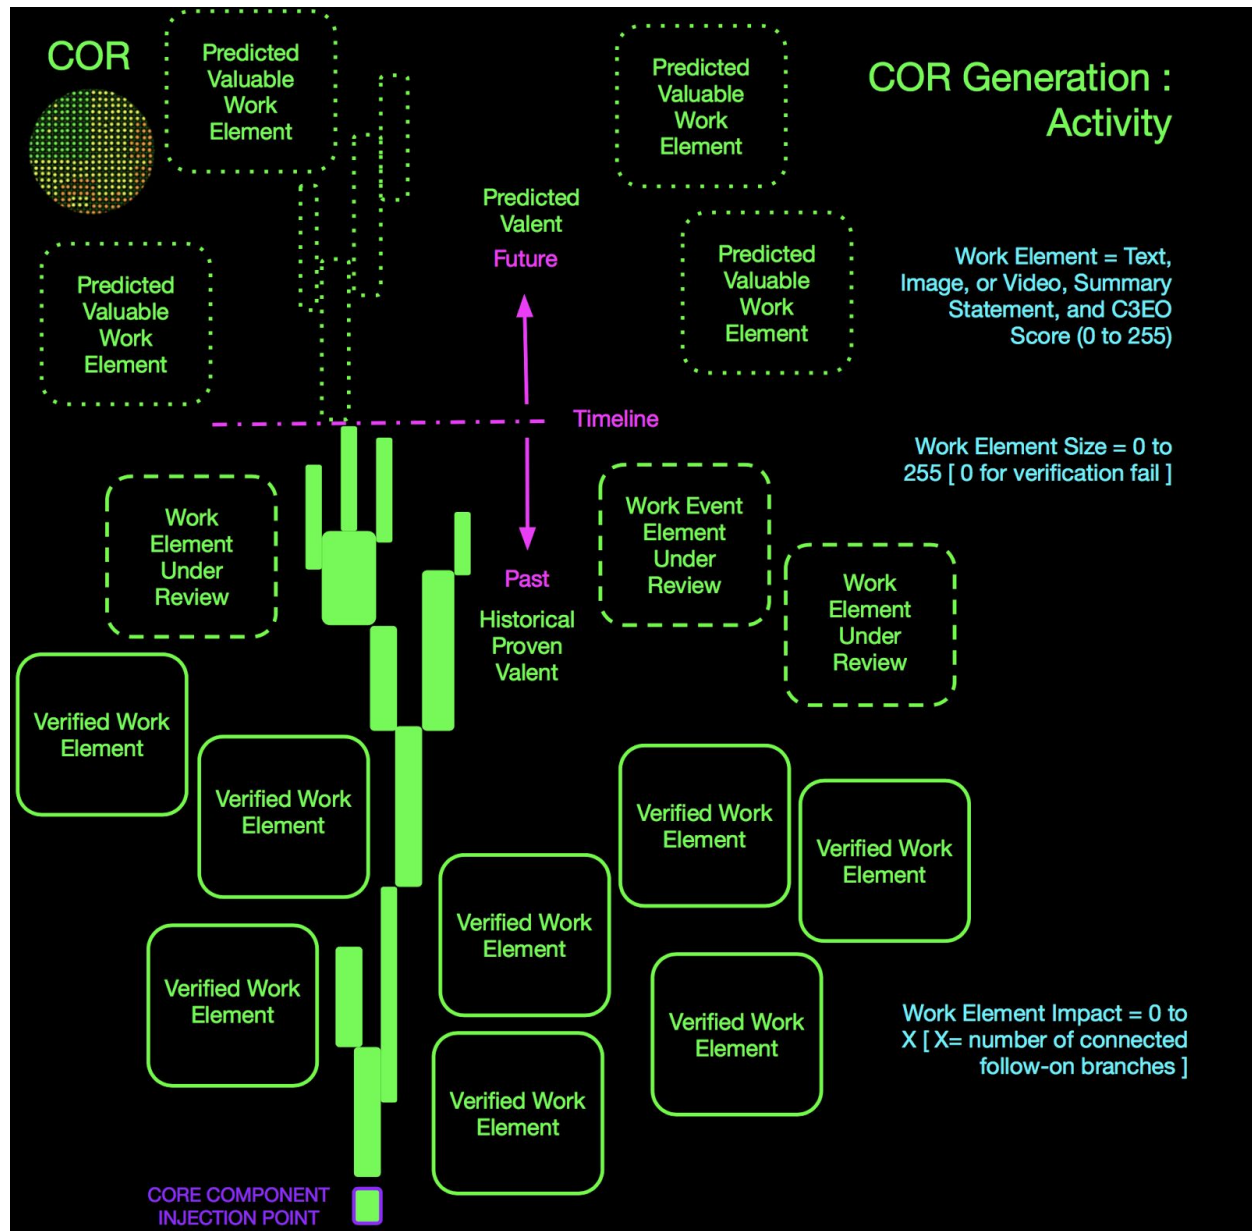 COR
Predicted
Valuable
Work
Element
Predicted
Valuable
Work
Element
COR Generation :
Activity
Predicted
Valent
Future
Predicted
Valuable
Work
Element
Predicted
Valuable
Work
Element
Work Element = Text,
Image, or Video, Summary
Statement, and C3EO
Score (0 to 255)
Timeline
Work Element Size = 0 to
255 [ 0 for verification fail ]
Work
Element
Under
Review
Work Event
Element
Under
Review
Past
Historical
Proven
Valent
Work
Element
Under
Review
Verified Work
Element
Verified Work
Element
Verified Work
Element
Verified Work
Element
Verified Work
Element
Verified Work
Element
Verified Work
Element
Work Element Impact = 0 to
X [ X= number of connected
follow-on branches ]
Verified Work
Element
CORE COMPONENT
INJECTION POINT